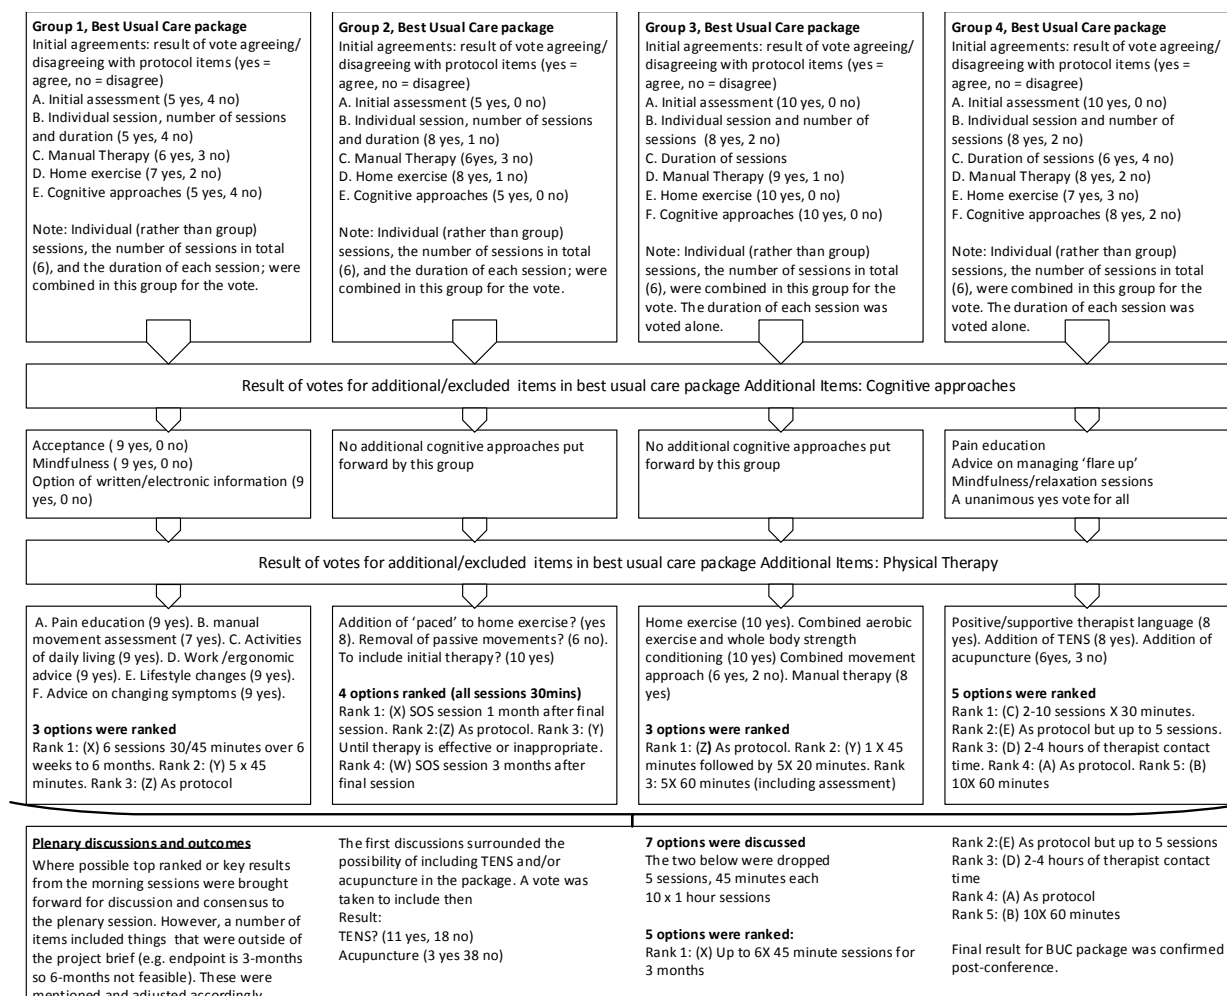 Group 1, Best Usual Care package
Initial agreements: result of vote agreeing/
disagreeing with protocol items (yes =
agree, no = disagree)
A. Initial assessment (5 yes, 4 no)
B. Individual session, number of sessions
and duration (5 yes, 4 no)
C. Manual Therapy (6 yes, 3 no)
D. Home exercise (7 yes, 2 no)
E. Cognitive approaches (5 yes, 4 no)
Note: Individual (rather than group)
sessions, the number of sessions in total
(6), and the duration of each session; were
combined in this group for the vote.
Group 2, Best Usual Care package
Initial agreements: result of vote agreeing/
disagreeing with protocol items (yes =
agree, no = disagree)
A. Initial assessment (5 yes, 0 no)
B. Individual session, number of sessions
and duration (8 yes, 1 no)
C. Manual Therapy (6yes, 3 no)
D. Home exercise (8 yes, 1 no)
E. Cognitive approaches (5 yes, 0 no)
Note: Individual (rather than group)
sessions, the number of sessions in total
(6), and the duration of each session; were
combined in this group for the vote.
Group 3, Best Usual Care package
Initial agreements: result of vote agreeing/
disagreeing with protocol items (yes =
agree, no = disagree)
A. Initial assessment (10 yes, 0 no)
B. Individual session and number of
sessions (8 yes, 2 no)
C. Duration of sessions
D. Manual Therapy (9 yes, 1 no)
E. Home exercise (10 yes, 0 no)
F. Cognitive approaches (10 yes, 0 no)
Note: Individual (rather than group)
sessions, the number of sessions in total
(6), were combined in this group for the
vote. The duration of each session was
voted alone.
Group 4, Best Usual Care package
Initial agreements: result of vote agreeing/
disagreeing with protocol items (yes =
agree, no = disagree)
A. Initial assessment (10 yes, 0 no)
B. Individual session and number of
sessions (8 yes, 2 no)
C. Duration of sessions (6 yes, 4 no)
D. Manual Therapy (8 yes, 2 no)
E. Home exercise (7 yes, 3 no)
F. Cognitive approaches (8 yes, 2 no)
Note: Individual (rather than group)
sessions, the number of sessions in total
(6), were combined in this group for the
vote. The duration of each session was
voted alone.
Result of votes for additional/excluded items in best usual care package Additional Items: Cognitive approaches
Acceptance ( 9 yes, 0 no)
Mindfulness ( 9 yes, 0 no)
Option of written/electronic information (9
yes, 0 no)
No additional cognitive approaches put
forward by this group
No additional cognitive approaches put
forward by this group
Pain education
Advice on managing ‘flare up’
Mindfulness/relaxation sessions
A unanimous yes vote for all
Result of votes for additional/excluded items in best usual care package Additional Items: Physical Therapy
A. Pain education (9 yes). B. manual
movement assessment (7 yes). C. Activities
of daily living (9 yes). D. Work /ergonomic
advice (9 yes). E. Lifestyle changes (9 yes).
F. Advice on changing symptoms (9 yes).
3 options were ranked
Rank 1: (X) 6 sessions 30/45 minutes over 6
weeks to 6 months. Rank 2: (Y) 5 x 45
minutes. Rank 3: (Z) As protocol
Addition of ‘paced’ to home exercise? (yes
8). Removal of passive movements? (6 no).
To include initial therapy? (10 yes)
4 options ranked (all sessions 30mins)
Rank 1: (X) SOS session 1 month after final
session. Rank 2:(Z) As protocol. Rank 3: (Y)
Until therapy is effective or inappropriate.
Rank 4: (W) SOS session 3 months after
final session
Home exercise (10 yes). Combined aerobic
exercise and whole body strength
conditioning (10 yes) Combined movement
approach (6 yes, 2 no). Manual therapy (8
yes)
3 options were ranked
Rank 1: (Z) As protocol. Rank 2: (Y) 1 X 45
minutes followed by 5X 20 minutes. Rank
3: 5X 60 minutes (including assessment)
Positive/supportive therapist language (8
yes). Addition of TENS (8 yes). Addition of
acupuncture (6yes, 3 no)
5 options were ranked
Rank 1: (C) 2-10 sessions X 30 minutes.
Rank 2:(E) As protocol but up to 5 sessions.
Rank 3: (D) 2-4 hours of therapist contact
time. Rank 4: (A) As protocol. Rank 5: (B)
10X 60 minutes
Plenary discussions and outcomes
Where possible top ranked or key results
from the morning sessions were brought
forward for discussion and consensus to
the plenary session. However, a number of
items included things that were outside of
the project brief (e.g. endpoint is 3-months
so 6-months not feasible). These were
mentioned and adjusted accordingly
The first discussions surrounded the
possibility of including TENS and/or
acupuncture in the package. A vote was
taken to include then
Result:
TENS? (11 yes, 18 no)
Acupuncture (3 yes 38 no)
7 options were discussed
The two below were dropped
5 sessions, 45 minutes each
10 x 1 hour sessions
5 options were ranked:
Rank 1: (X) Up to 6X 45 minute sessions for
3 months
Rank 2:(E) As protocol but up to 5 sessions
Rank 3: (D) 2-4 hours of therapist contact
time
Rank 4: (A) As protocol
Rank 5: (B) 10X 60 minutes
Final result for BUC package was confirmed
post-conference.